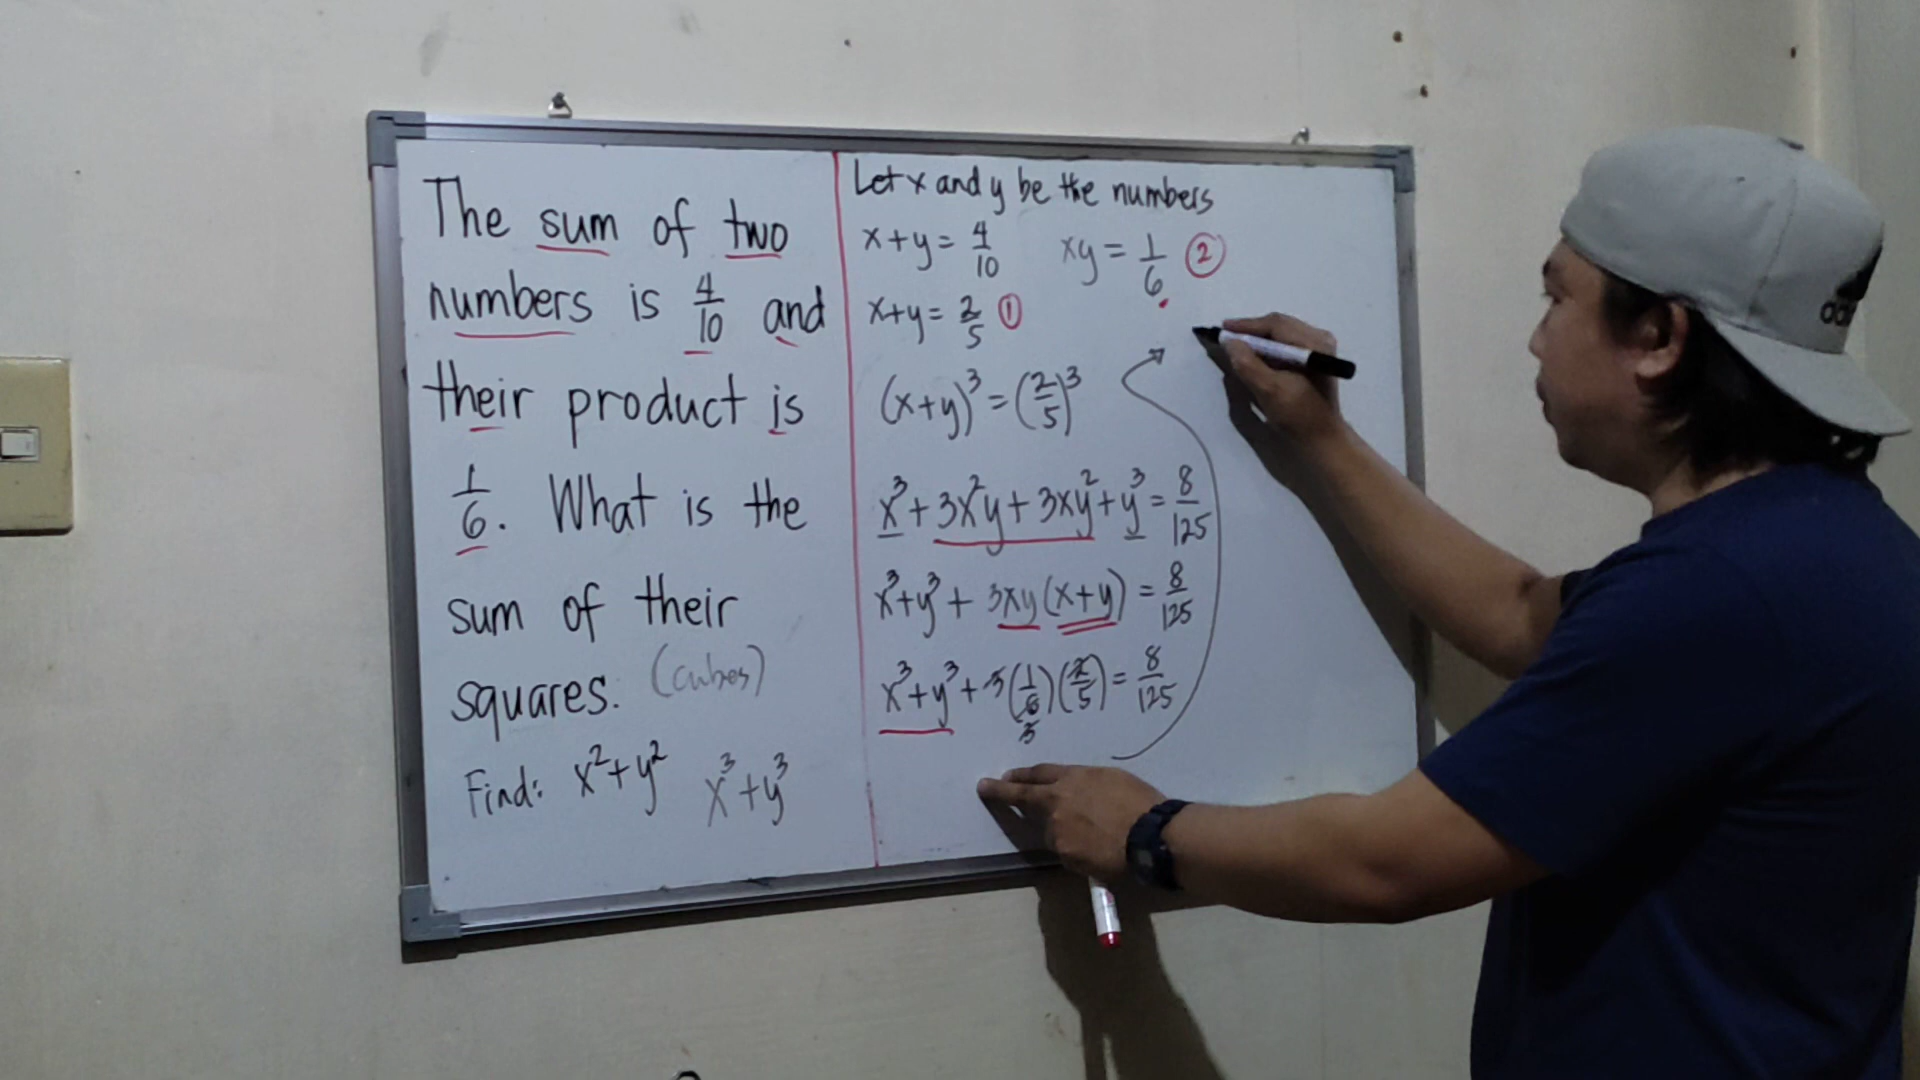 The sum of two
numbers is 4/10 and
their product is
1/6. What is the
sum of their
squares. (cubes)
Find: x²+y² x³+y³
Let x and y be the numbers
x+y = 4/10 xy = 1/6 ②
x+y = 2/5 ①
(x+y)³ = (2/5)³
x³+3x²y+3xy²+y³ = 8/125
x³+y³+3xy(x+y) = 8/125
x³+y³+3(1/6)(2/5) = 8/125
3